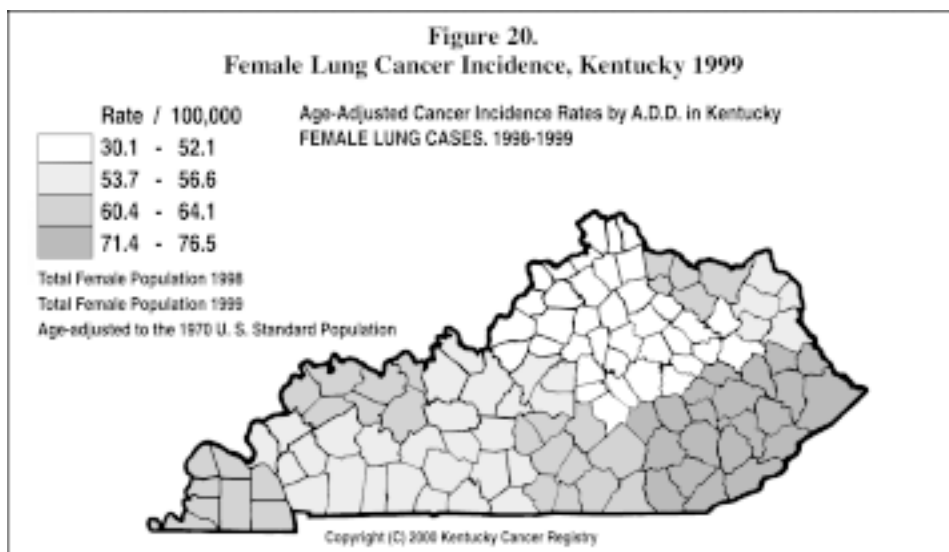 Figure 20.
Female Lung Cancer Incidence, Kentucky 1999
Rate / 100,000
30.1 - 52.1
53.7 - 56.6
60.4 - 64.1
71.4 - 76.5
Age-Adjusted Cancer Incidence Rates by A.D.D. in Kentucky
FEMALE LUNG CASES. 1998-1999
Total Female Population 1998
Total Female Population 1999
Age-adjusted to the 1970 U. S. Standard Population
Copyright (C) 2000 Kentucky Cancer Registry